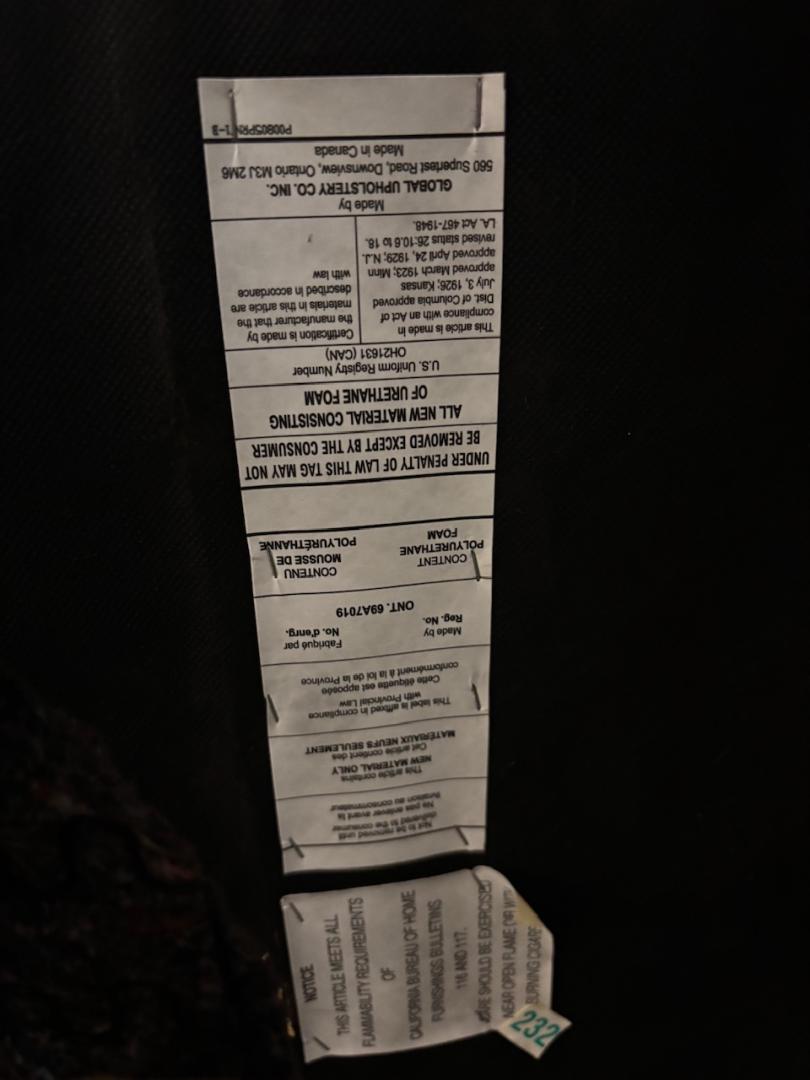 Not to be removed until
delivered to the consumer
Ne pas enlever avant la
livraison au consommateur
This article contains
NEW MATERIAL ONLY
Cet article contient des
MATÉRIAUX NEUFS SEULEMENT
This label is affixed in compliance
with Provincial Law
Cette étiquette est apposée
conformément à la loi de la Province
Made by
Reg. No.
Fabriqué par
No. d'enrg.
ONT. 69A7019
CONTENT
POLYURETHANE
FOAM
CONTENU
MOUSSE DE
POLYURÉTHANNE
UNDER PENALTY OF LAW THIS TAG MAY NOT
BE REMOVED EXCEPT BY THE CONSUMER
ALL NEW MATERIAL CONSISTING
OF URETHANE FOAM
U.S. Uniform Registry Number
OH21631 (CAN)
This article is made in
compliance with an Act of
Dist. of Columbia approved
July 3, 1926; Kansas
approved March 1923; Minn
approved April 24, 1929; N.J.
revised status 26:10.6 to 18.
LA. Act 467-1948.
Certification is made by
the manufacturer that the
materials in this article are
described in accordance
with law
Made by
GLOBAL UPHOLSTERY CO. INC.
560 Supertest Road, Downsview, Ontario M3J 2M6
Made in Canada
P00805PRN 1-3
NOTICE
THIS ARTICLE MEETS ALL
FLAMMABILITY REQUIREMENTS
OF
CALIFORNIA BUREAU OF HOME
FURNISHINGS BULLETINS
116 AND 117.
CARE SHOULD BE EXERCISED
NEAR OPEN FLAME OR WITH
BURNING
232